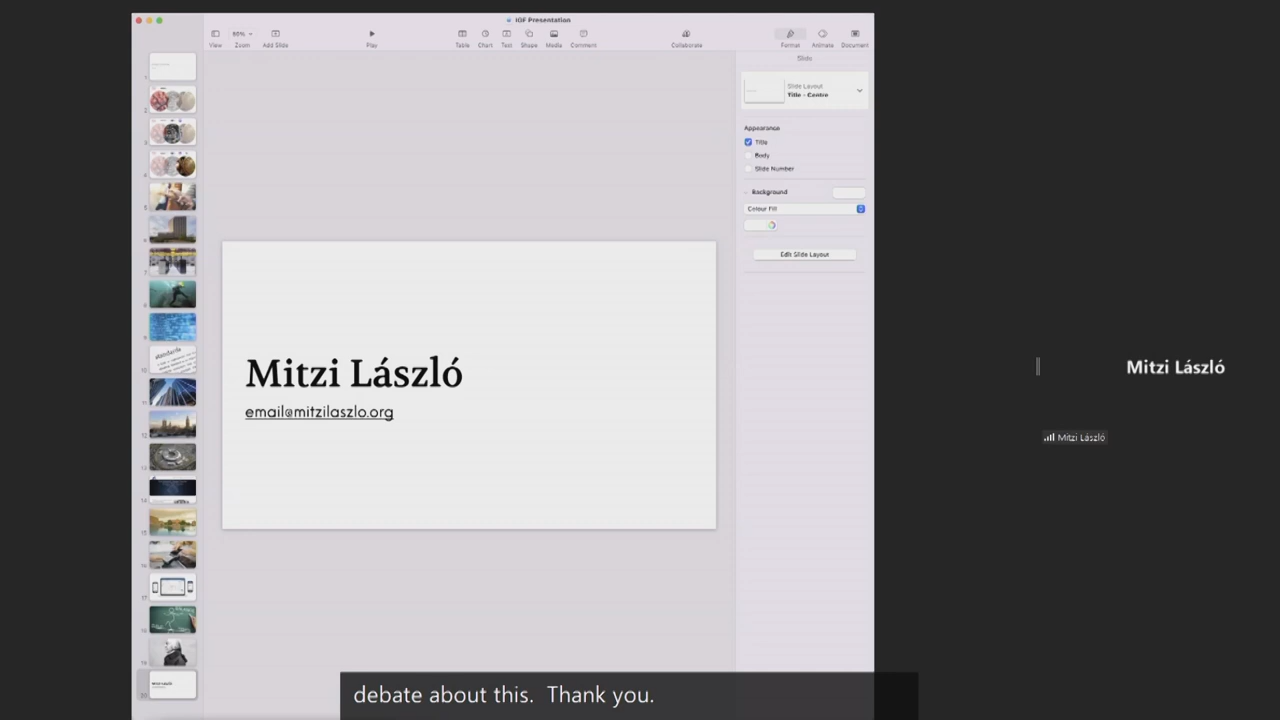 IGF Presentation
90%
View
Zoom
Add Slide
Play
Table
Chart
Text
Shape
Media
Comment
Collaborate
Format
Animate
Document
Slide
Slide Layout
Title - Centre
Appearance
Title
Body
Slide Number
Background
Colour Fill
Edit Slide Layout
Mitzi László
email@mitzilaszlo.org
standards
Mitzi László
Mitzi László
debate about this. Thank you.